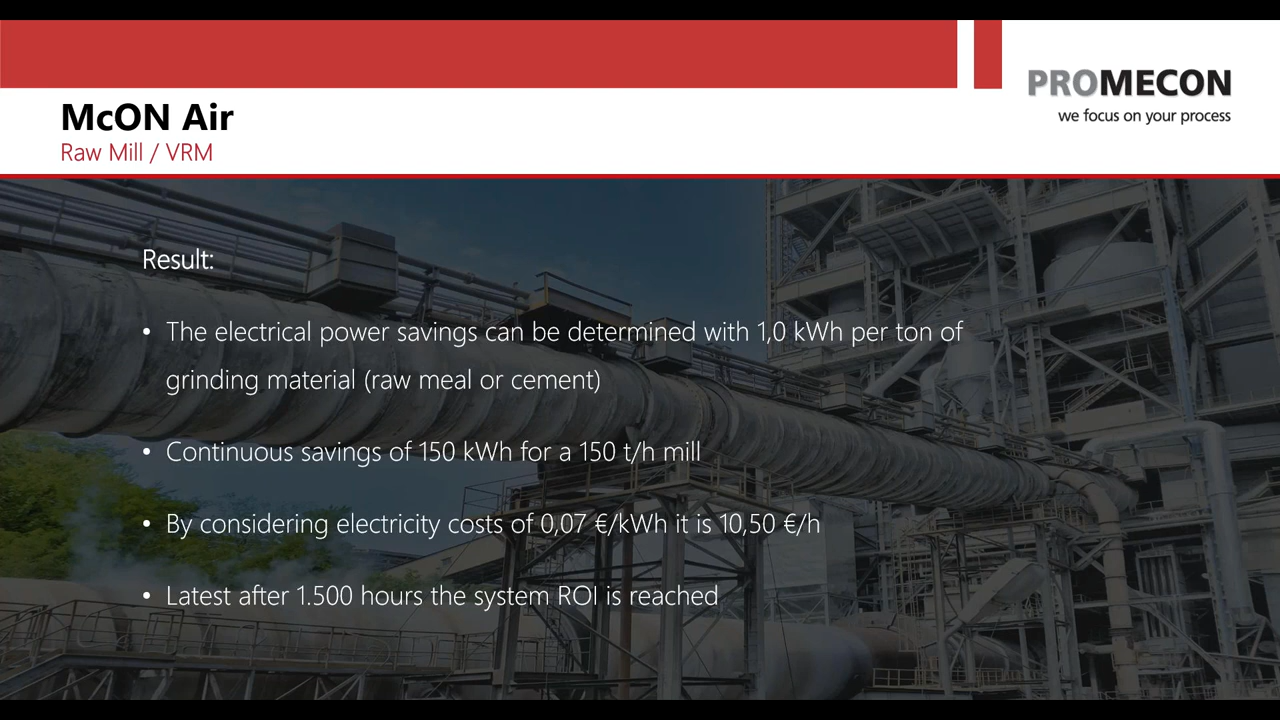 PROMECON
we focus on your process
McON Air
Raw Mill / VRM
Result:
• The electrical power savings can be determined with 1,0 kWh per ton of
grinding material (raw meal or cement)
• Continuous savings of 150 kWh for a 150 t/h mill
• By considering electricity costs of 0,07 €/kWh it is 10,50 €/h
• Latest after 1.500 hours the system ROI is reached